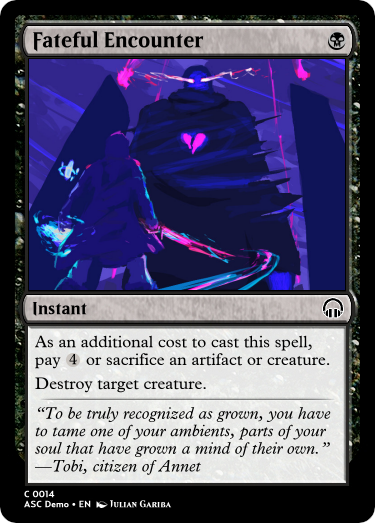 Fateful Encounter
Instant
As an additional cost to cast this spell,
pay 4 or sacrifice an artifact or creature.
Destroy target creature.
“To be truly recognized as grown, you have
to tame one of your ambients, parts of your
soul that have grown a mind of their own.”
—Tobi, citizen of Annet
C 0014
ASC Demo • EN Julian Gariba